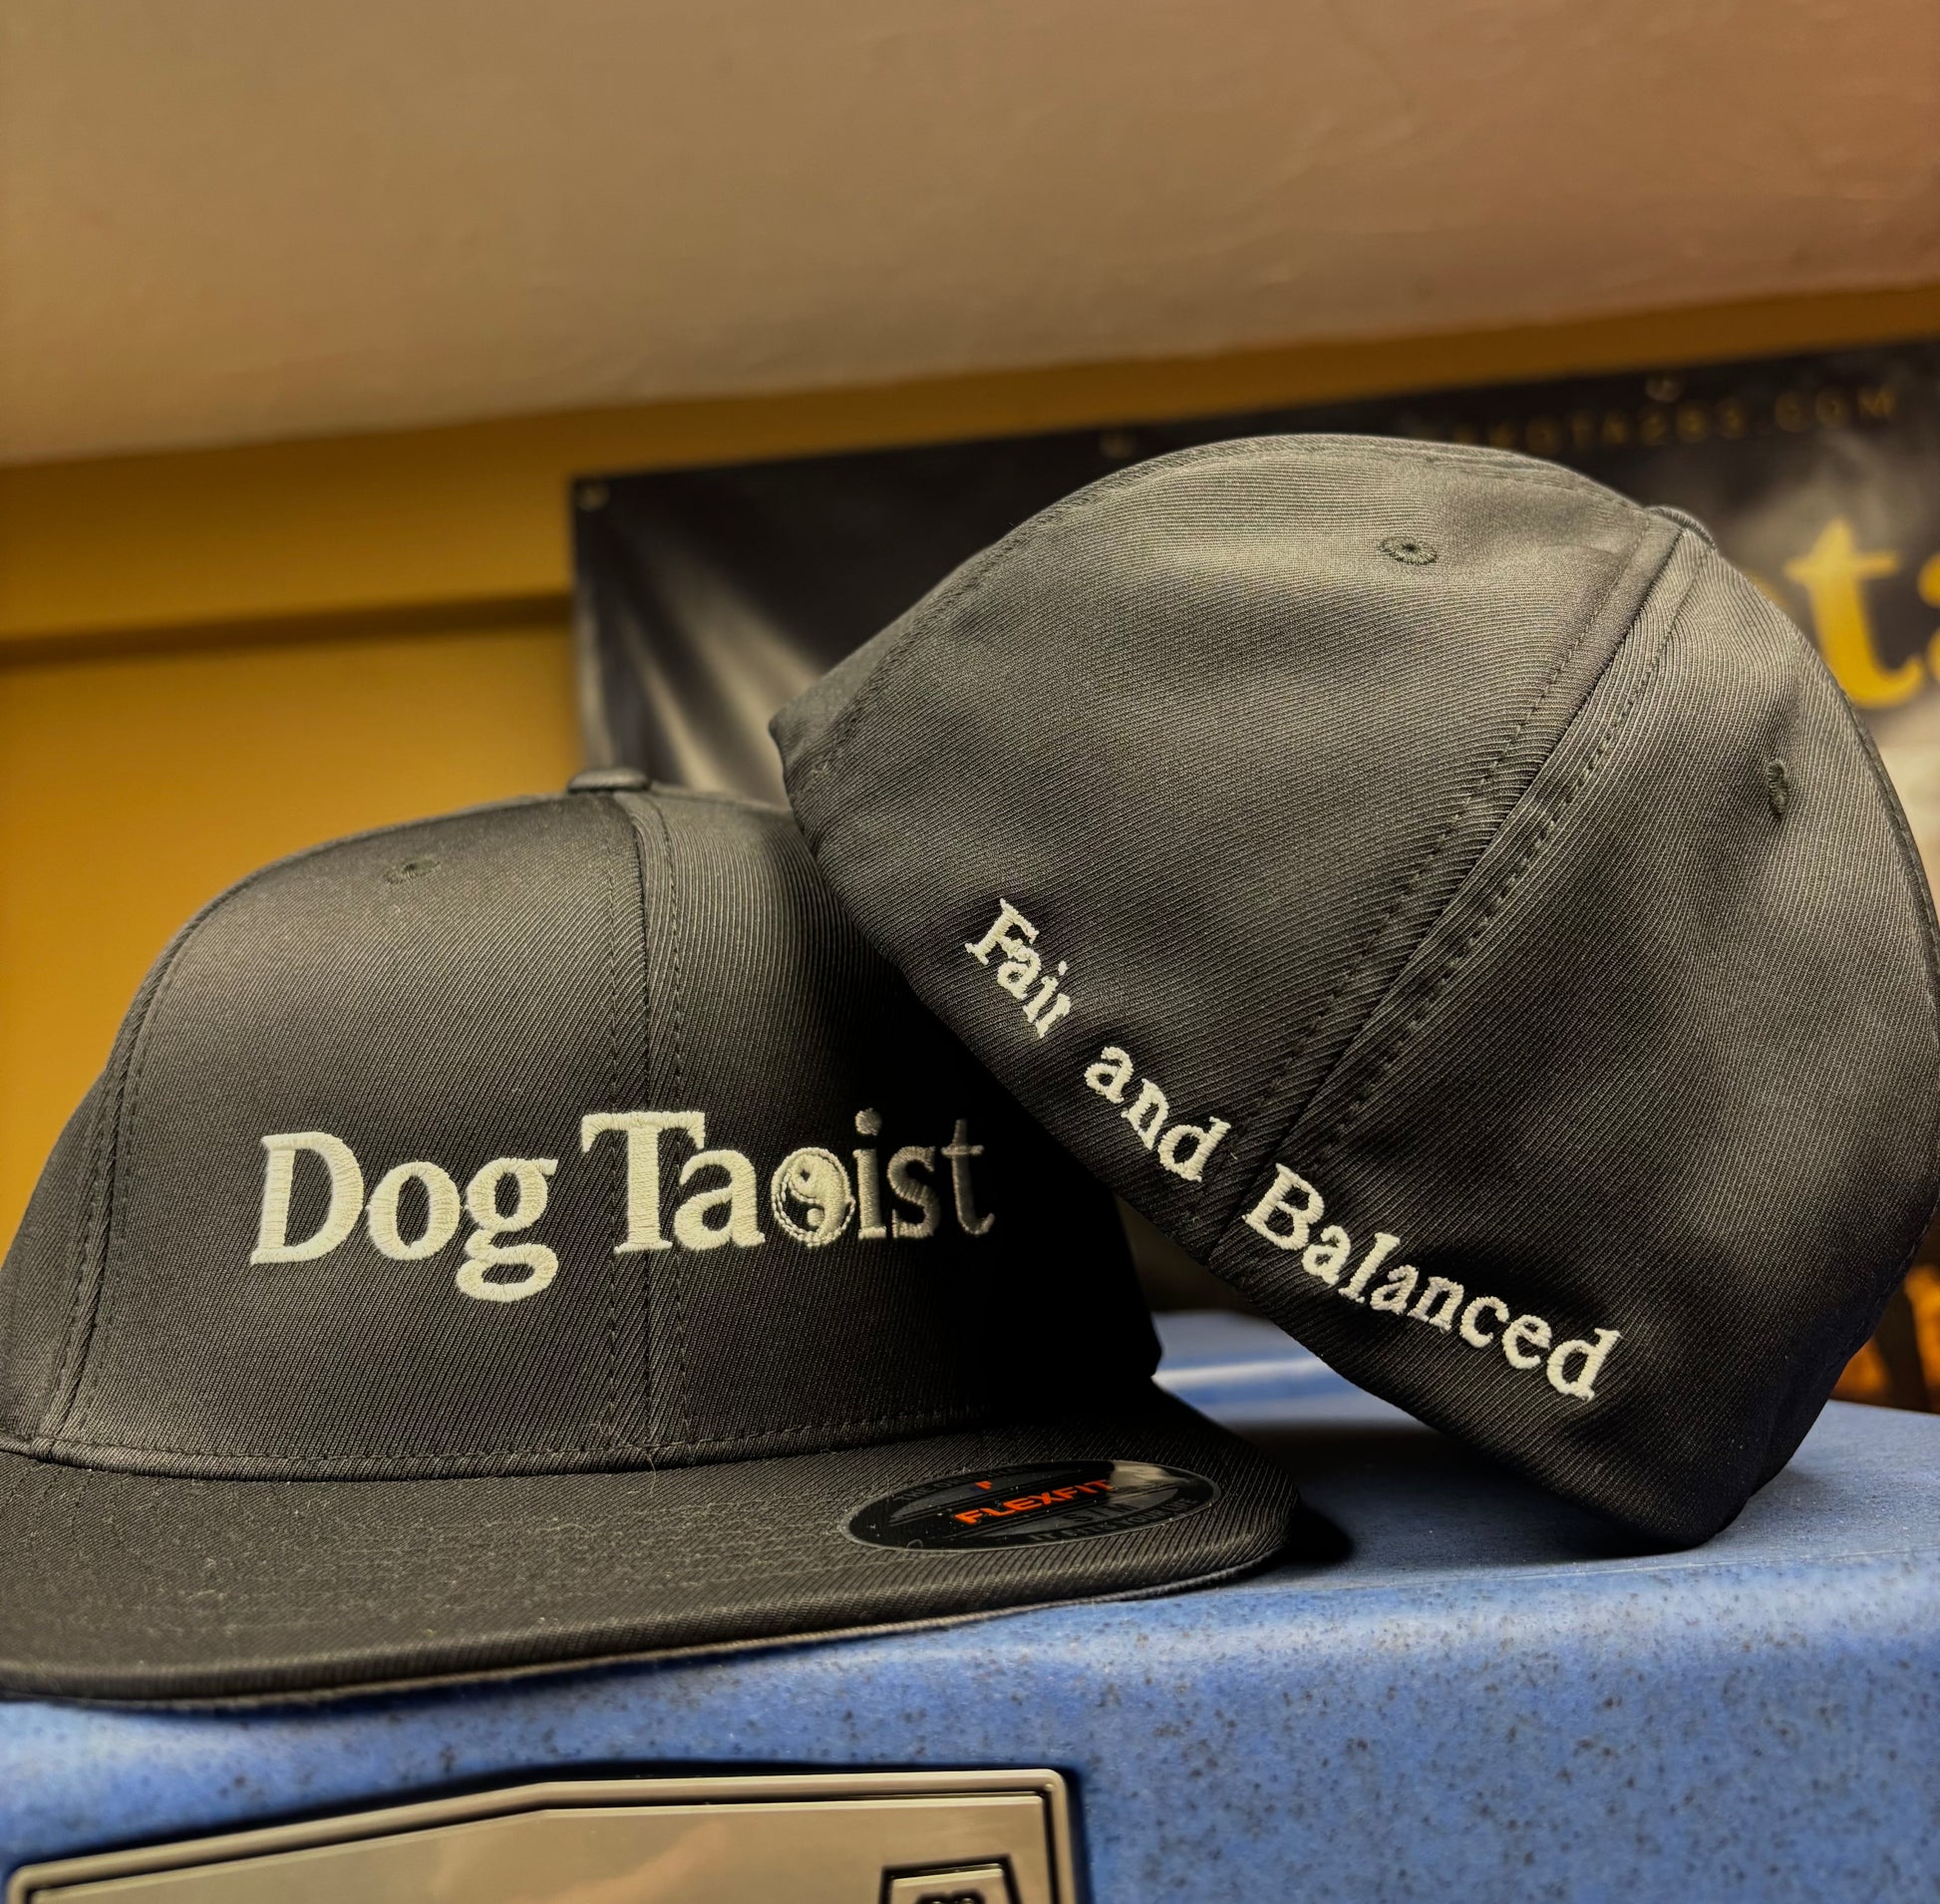 Dog Taoist
Fair and Balanced
FLEXFIT